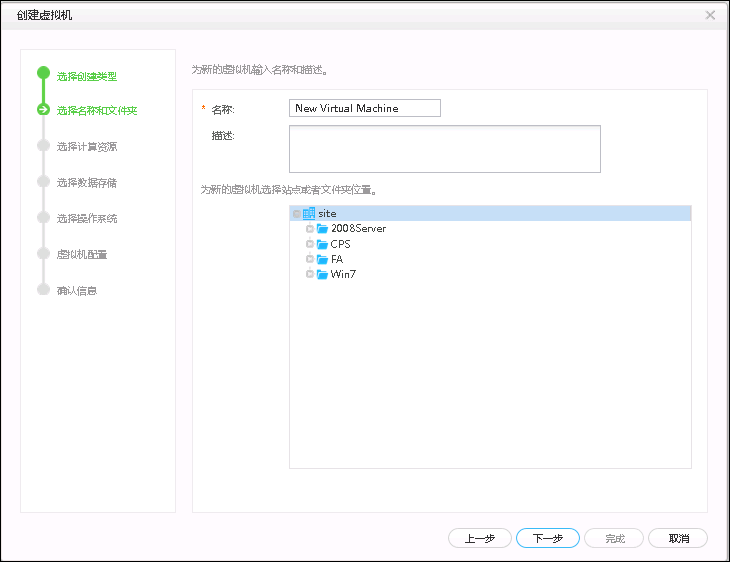 创建虚拟机
选择创建类型
选择名称和文件夹
选择计算资源
选择数据存储
选择操作系统
虚拟机配置
确认信息
为新的虚拟机输入名称和描述。
* 名称: New Virtual Machine
描述:
为新的虚拟机选择站点或者文件夹位置。
site
2008Server
CPS
FA
Win7
上一步 下一步 完成 取消